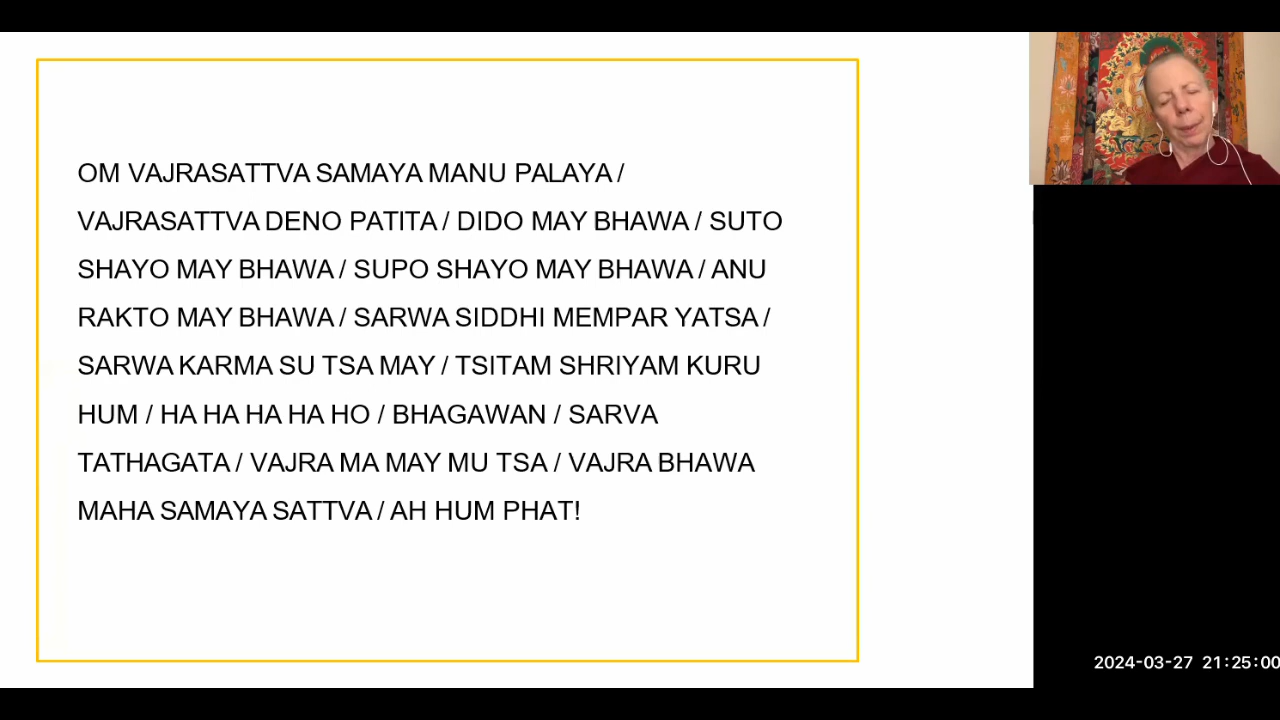 OM VAJRASATTVA SAMAYA MANU PALAYA /
VAJRASATTVA DENO PATITA / DIDO MAY BHAWA / SUTO
SHAYO MAY BHAWA / SUPO SHAYO MAY BHAWA / ANU
RAKTO MAY BHAWA / SARWA SIDDHI MEMPAR YATSA /
SARWA KARMA SU TSA MAY / TSITAM SHRIYAM KURU
HUM / HA HA HA HA HO / BHAGAWAN / SARVA
TATHAGATA / VAJRA MA MAY MU TSA / VAJRA BHAWA
MAHA SAMAYA SATTVA / AH HUM PHAT!
2024-03-27 21:25:00